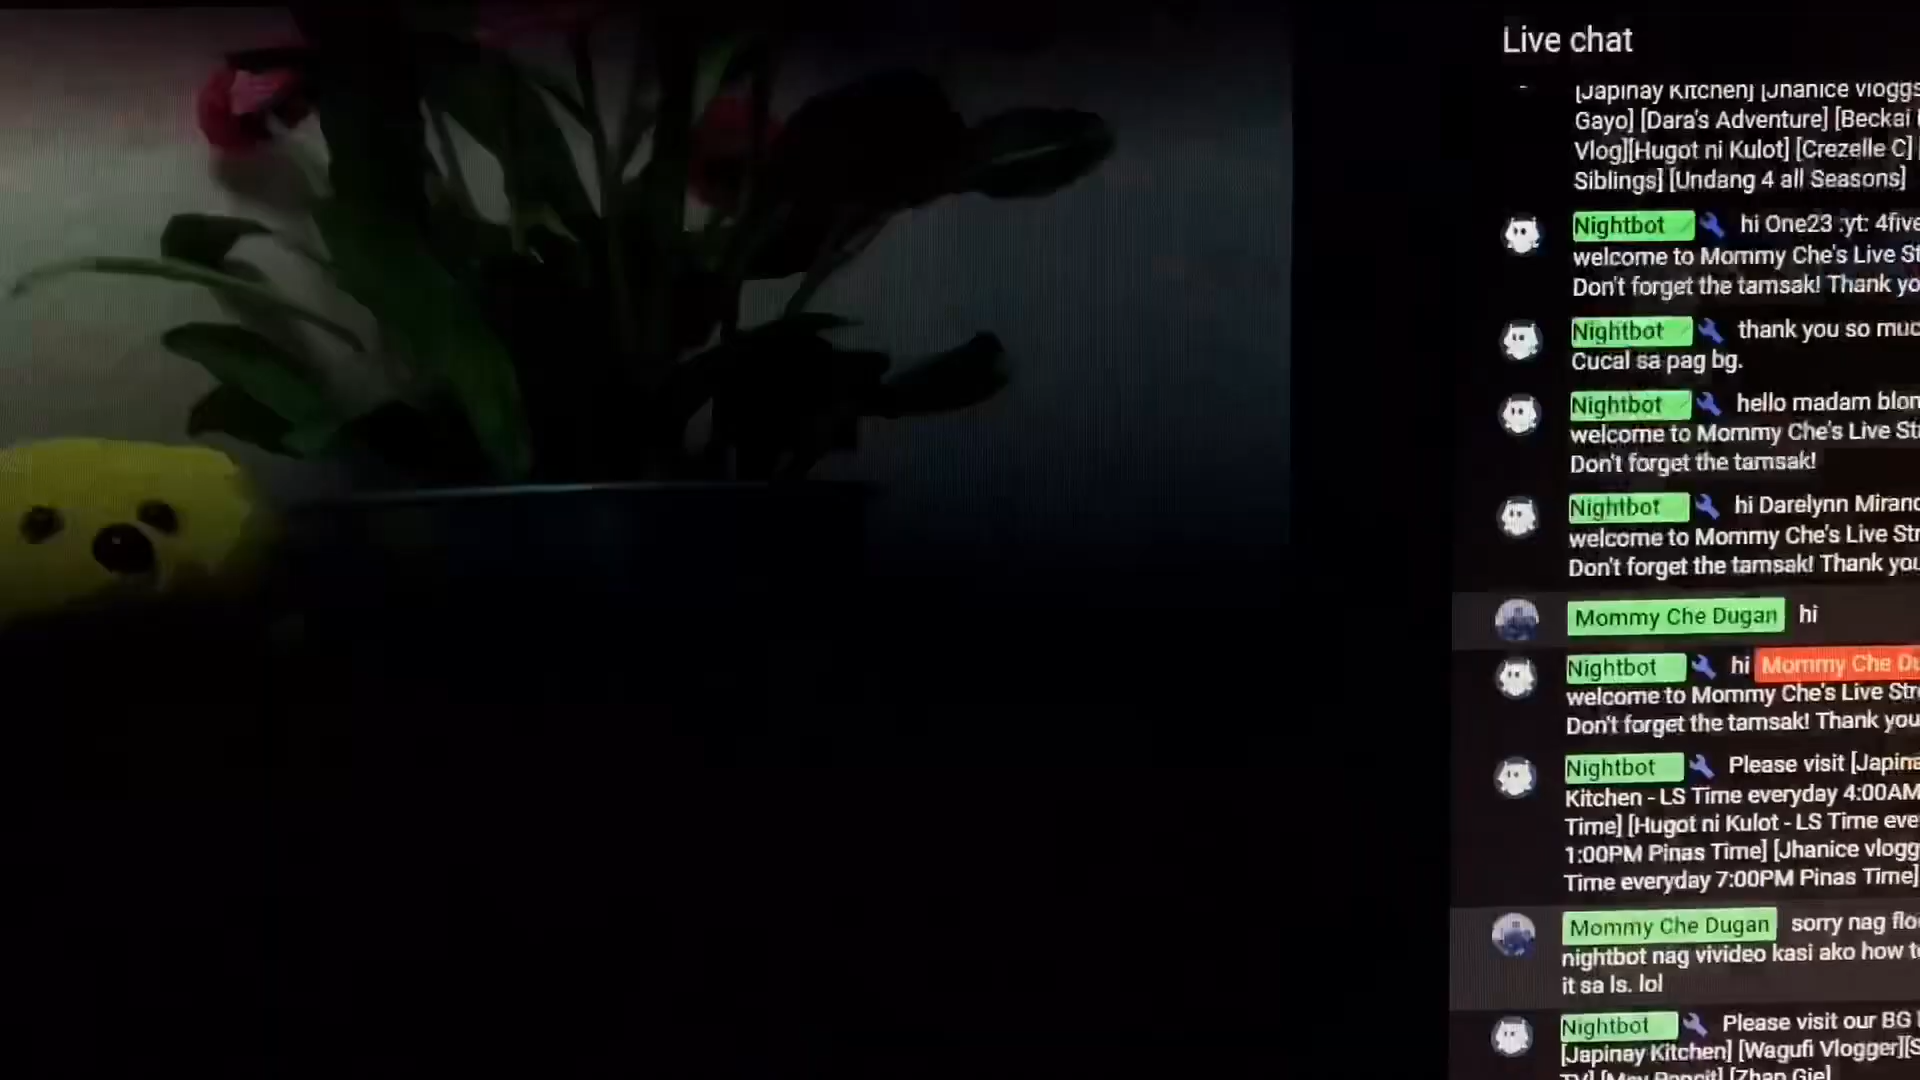 Live chat
[Japinay Kitchen] [Jhanice vloggs
Gayo] [Dara's Adventure] [Beckai
Vlog][Hugot ni Kulot] [Crezelle C]
Siblings] [Undang 4 all Seasons]
Nightbot hi One23 :yt: 4five
welcome to Mommy Che's Live St
Don't forget the tamsak! Thank yo
Nightbot thank you so muc
Cucal sa pag bg.
Nightbot hello madam blon
welcome to Mommy Che's Live St
Don't forget the tamsak!
Nightbot hi Darelynn Miran
welcome to Mommy Che's Live Str
Don't forget the tamsak! Thank you
Mommy Che Dugan hi
Nightbot hi Mommy Che Du
welcome to Mommy Che's Live Stre
Don't forget the tamsak! Thank you
Nightbot Please visit [Japina
Kitchen - LS Time everyday 4:00AM
Time] [Hugot ni Kulot - LS Time eve
1:00PM Pinas Time] [Jhanice vlogg
Time everyday 7:00PM Pinas Time]
Mommy Che Dugan sorry nag flo
nightbot nag vivideo kasi ako how t
it sa ls. lol
Nightbot Please visit our BG
[Japinay Kitchen] [Wagufi Vlogger][S